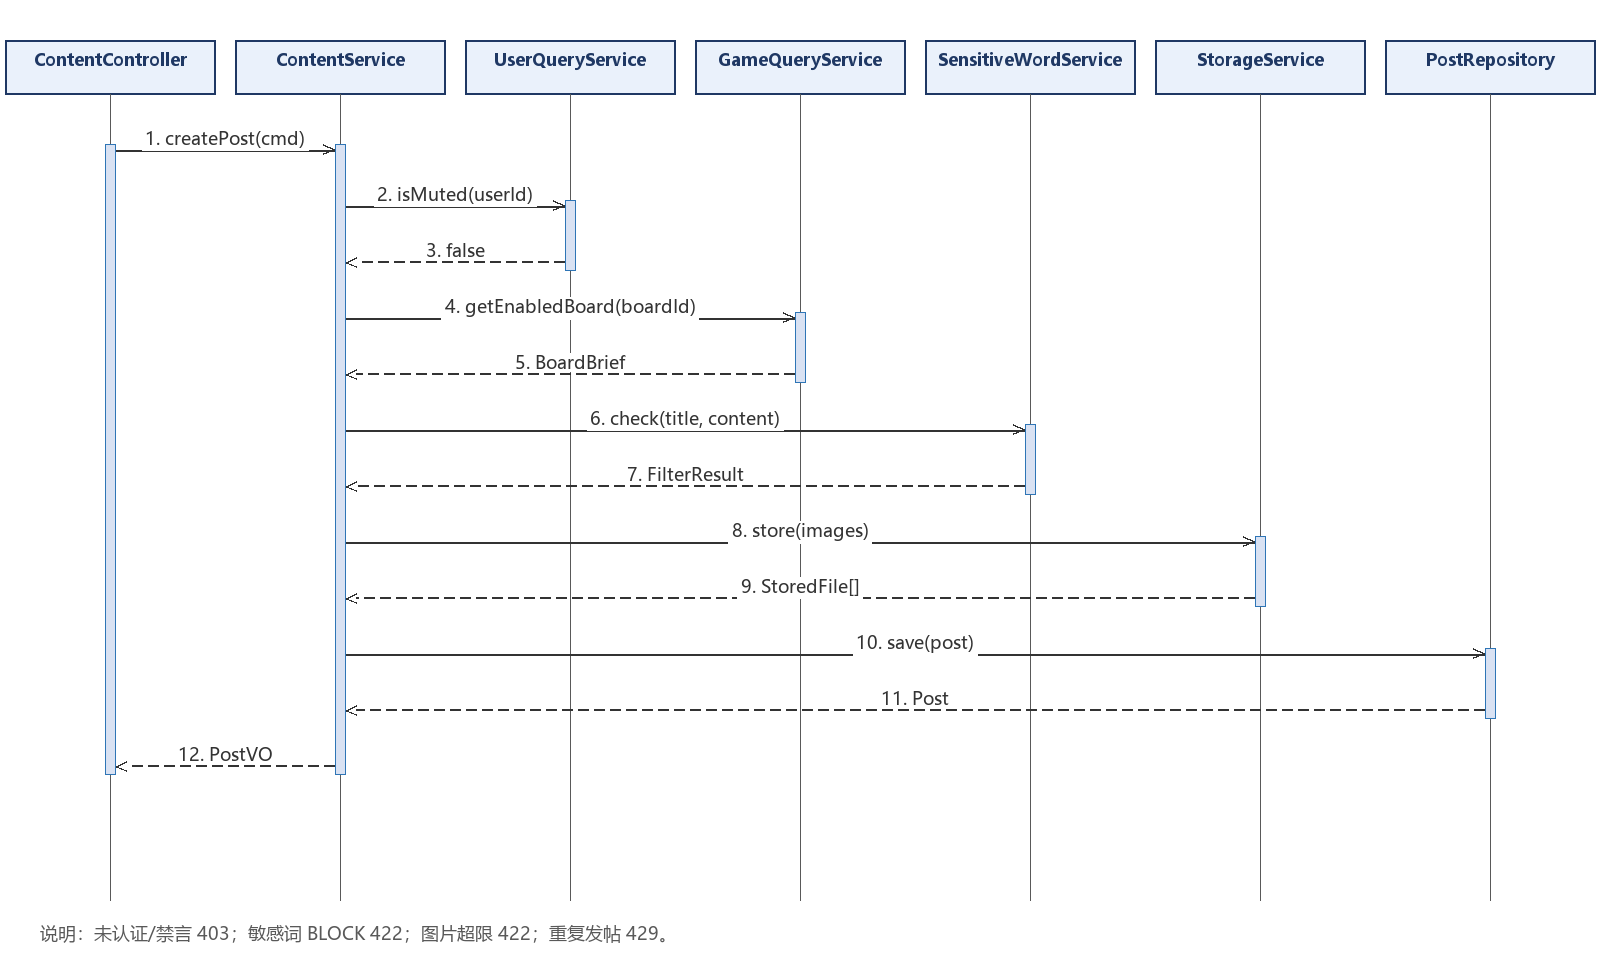 ContentController
ContentService
UserQueryService
GameQueryService
SensitiveWordService
StorageService
PostRepository
1. createPost(cmd)
2. isMuted(userId)
3. false
4. getEnabledBoard(boardId)
5. BoardBrief
6. check(title, content)
7. FilterResult
8. store(images)
9. StoredFile[]
10. save(post)
11. Post
12. PostVO
说明：未认证/禁言 403；敏感词 BLOCK 422；图片超限 422；重复发帖 429。